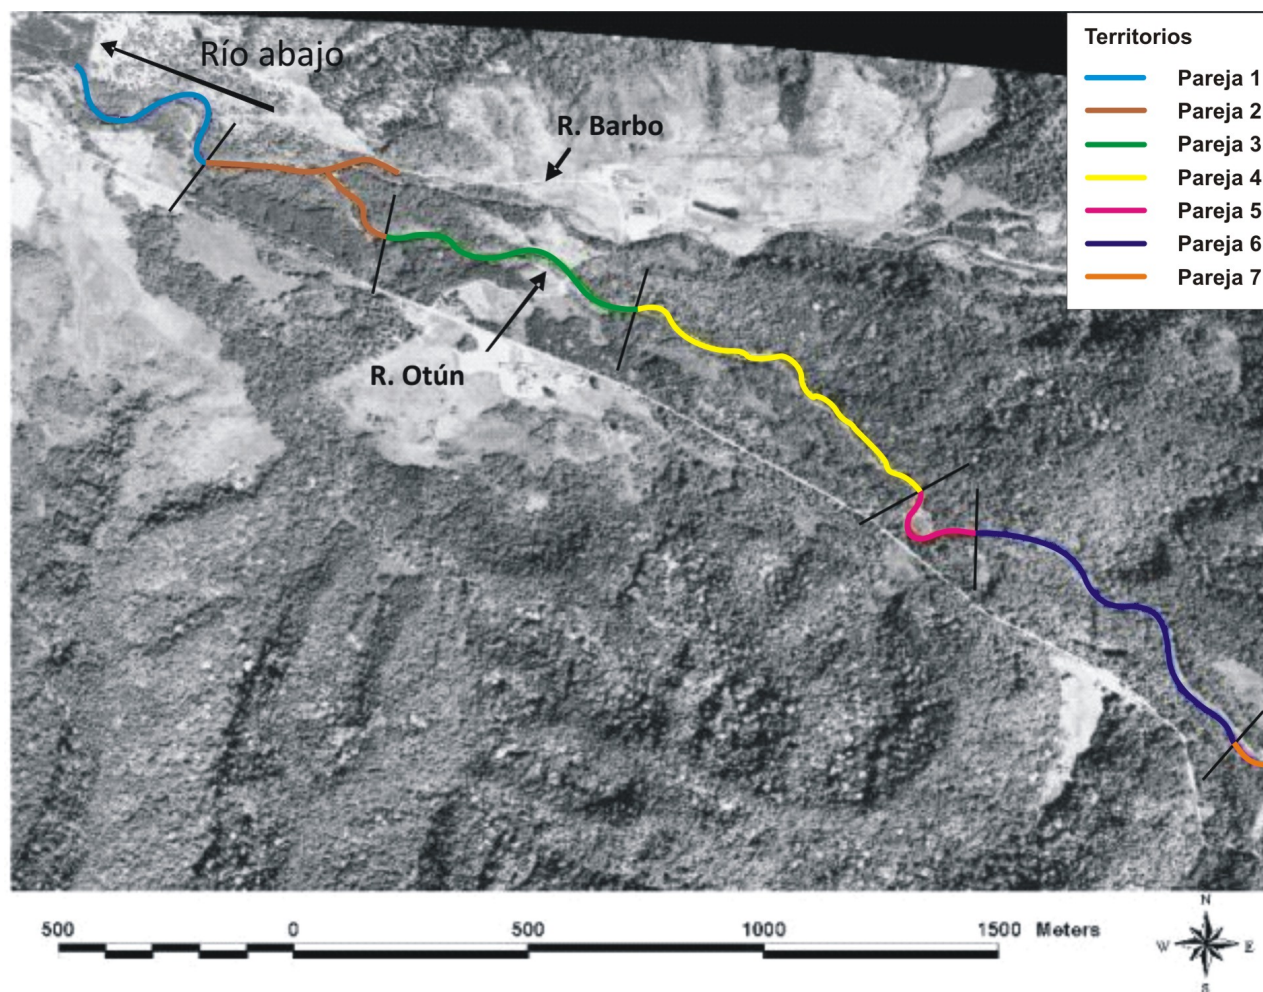 Territorios
Pareja 1
Pareja 2
Pareja 3
Pareja 4
Pareja 5
Pareja 6
Pareja 7
Río abajo
R. Barbo
R. Otún
500 0 500 1000 1500 Meters
N
W E
S